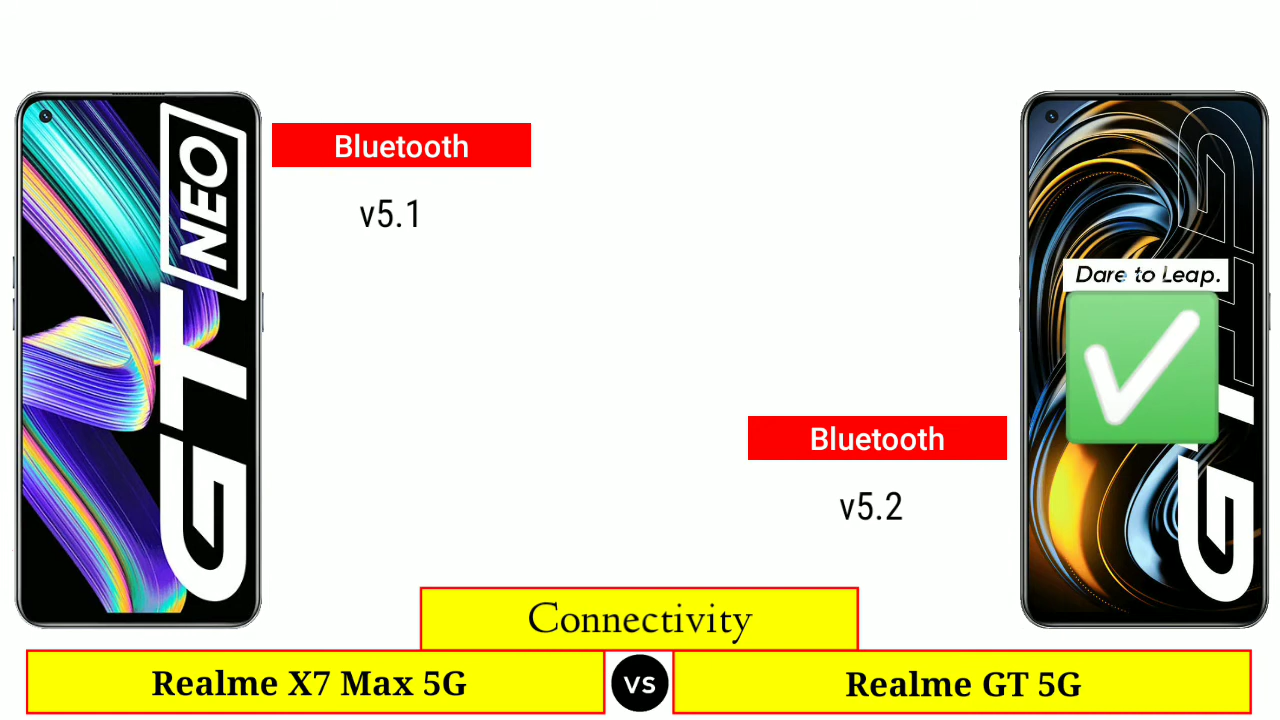 GT NEO
Bluetooth
v5.1
GT 5G
Dare to Leap.
Bluetooth
v5.2
Connectivity
Realme X7 Max 5G
VS
Realme GT 5G